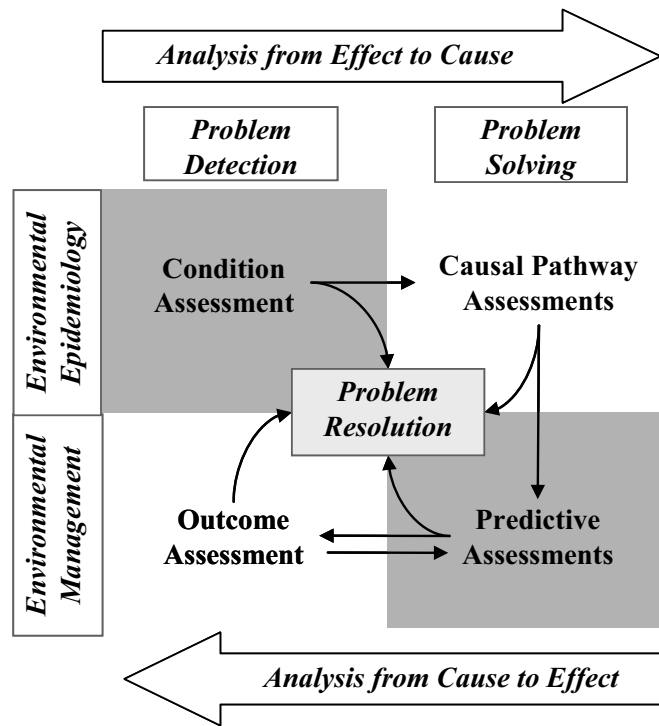 Analysis from Effect to Cause
Problem
Detection
Problem
Solving
Environmental
Epidemiology
Condition
Assessment
Causal Pathway
Assessments
Problem
Resolution
Environmental
Management
Outcome
Assessment
Predictive
Assessments
Analysis from Cause to Effect